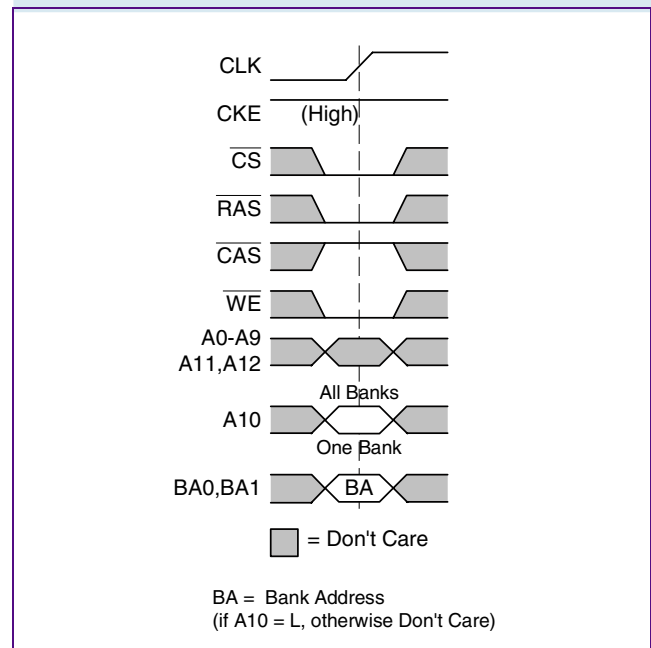 CLK
CKE (High)
CS
RAS
CAS
WE
A0-A9
A11,A12
All Banks
A10
One Bank
BA0,BA1 BA
= Don't Care
BA = Bank Address
(if A10 = L, otherwise Don't Care)